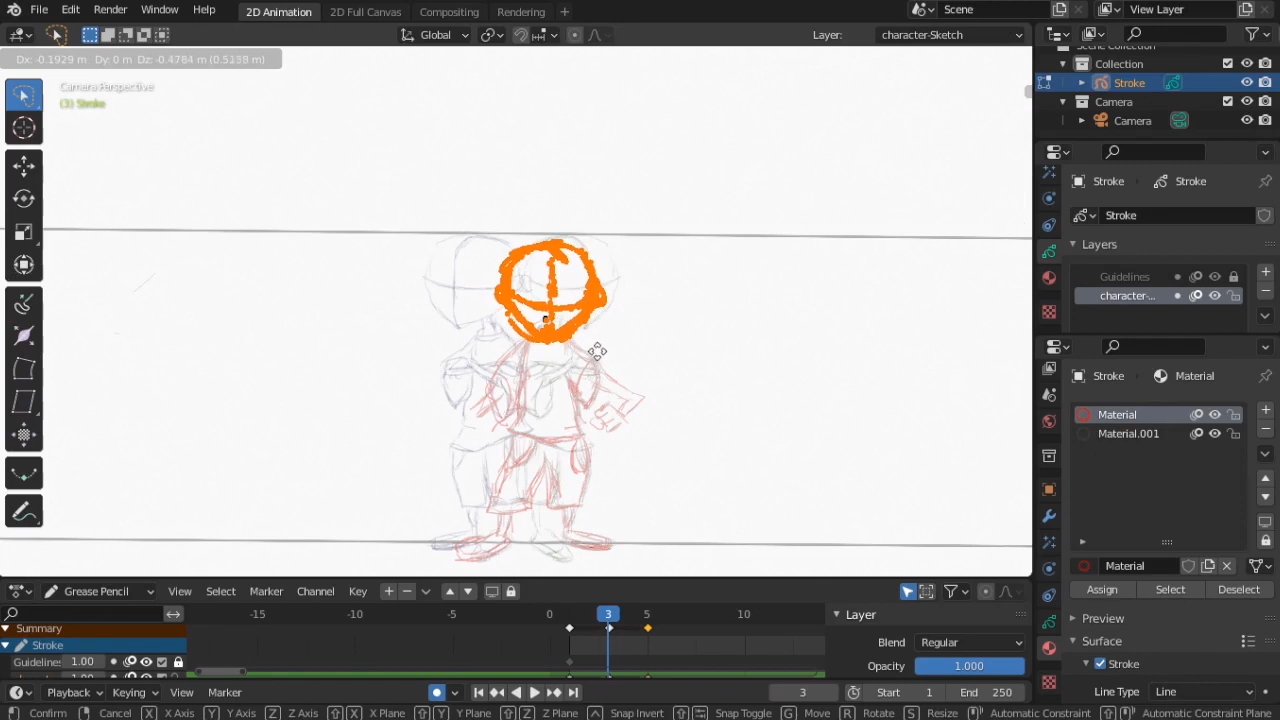 File Edit Render Window Help 2D Animation 2D Full Canvas Compositing Rendering + Scene View Layer
Global Layer: character-Sketch
Dx: -0.1929 m Dy: 0 m Dz: -0.4784 m (0.5159 m)
Camera Perspective
(3) Stroke
Scene Collection
Collection
Stroke
Camera
Camera
Stroke Stroke
Stroke
Layers
Guidelines
character-...
Stroke Material
Material
Material.001
Material
Assign Select Deselect
Preview
Surface
Stroke
Line Type Line
Grease Pencil View Select Marker Channel Key
-15 -10 -5 0 3 5 10
Summary
Stroke
Guidelines 1.00
Layer
Blend Regular
Opacity 1.000
Playback Keying View Marker 3 Start 1 End 250
Confirm Cancel X X Axis Y Y Axis Z Z Axis X X Plane Y Y Plane Z Z Plane Snap Invert Snap Toggle G Move R Rotate S Resize Automatic Constraint Automatic Constraint Plane